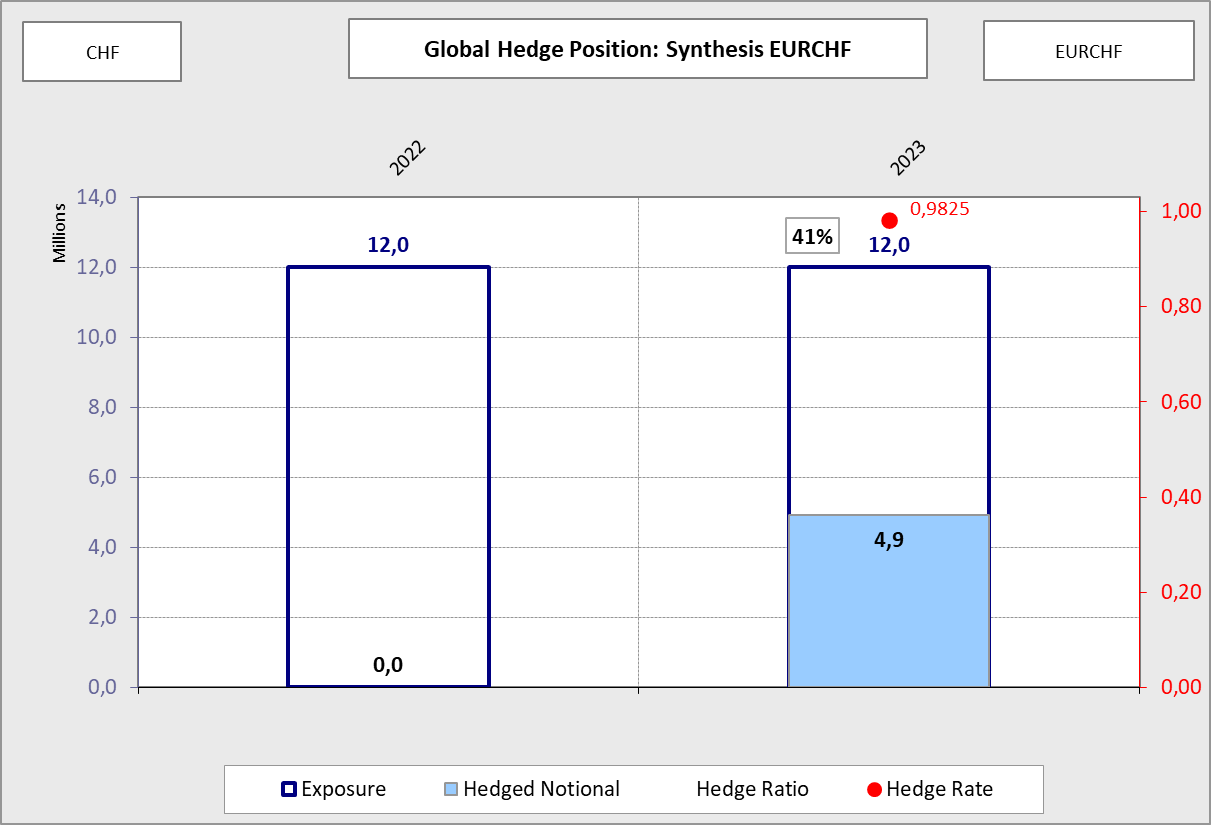 CHF
Global Hedge Position: Synthesis EURCHF
EURCHF
2022
2023
Millions
14,0
12,0
10,0
8,0
6,0
4,0
2,0
0,0
12,0
0,0
41%
12,0
0,9825
4,9
1,00
0,80
0,60
0,40
0,20
0,00
Exposure
Hedged Notional
Hedge Ratio
Hedge Rate